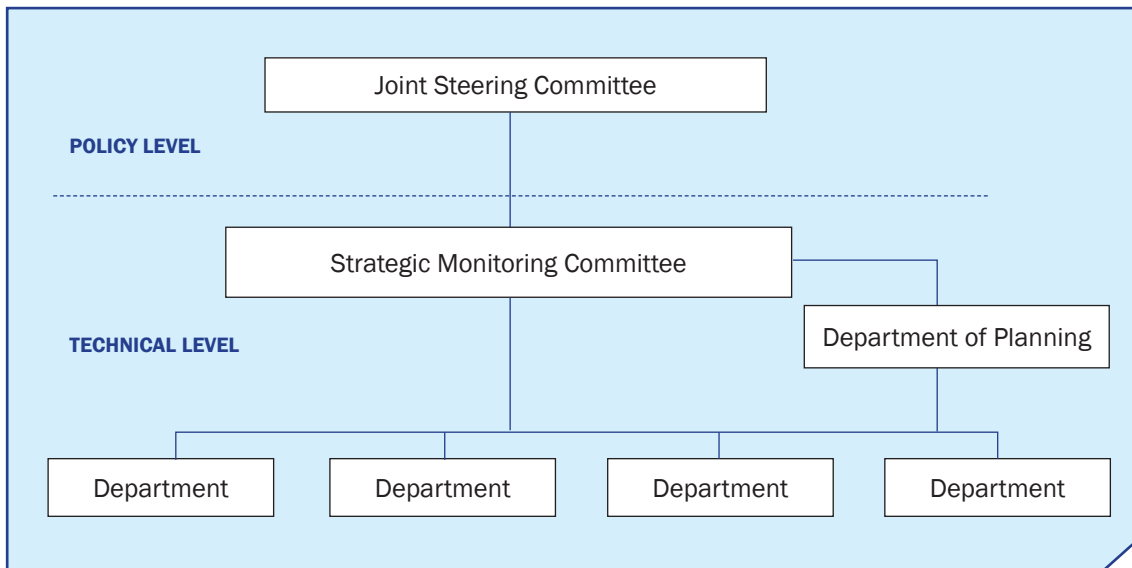 Joint Steering Committee
POLICY LEVEL
Strategic Monitoring Committee
Department of Planning
TECHNICAL LEVEL
Department
Department
Department
Department